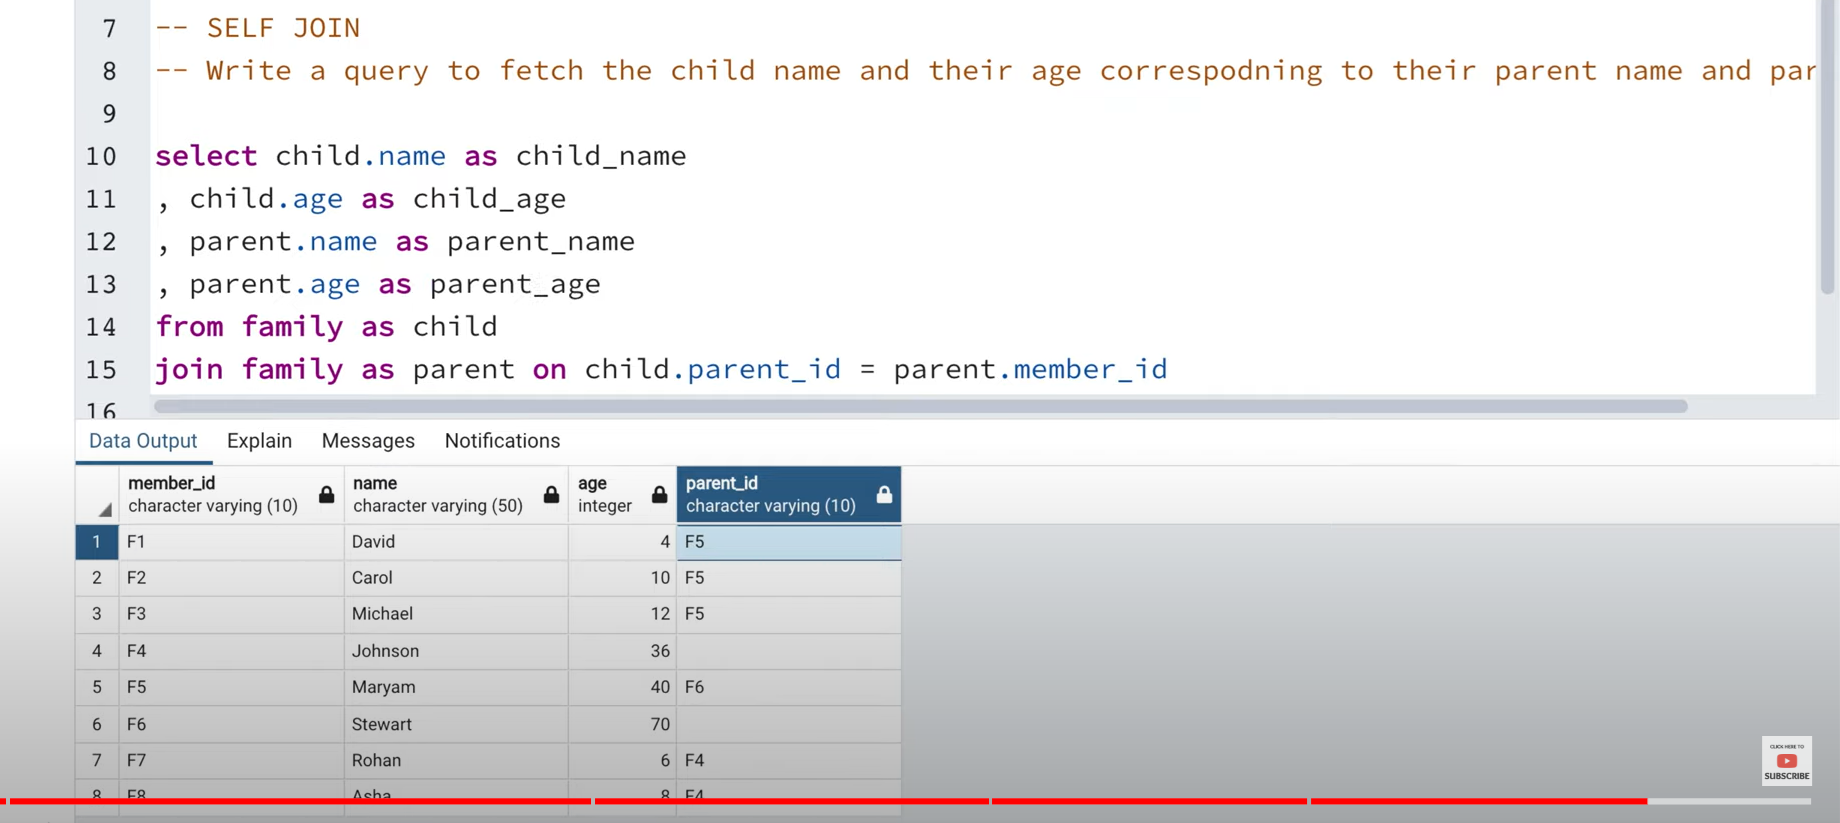 7 -- SELF JOIN
8 -- Write a query to fetch the child name and their age correspodning to their parent name and par
9
10 select child.name as child_name
11 , child.age as child_age
12 , parent.name as parent_name
13 , parent.age as parent_age
14 from family as child
15 join family as parent on child.parent_id = parent.member_id
16
Data Output Explain Messages Notifications
member_id name age parent_id
character varying (10) character varying (50) integer character varying (10)
1 F1 David 4 F5
2 F2 Carol 10 F5
3 F3 Michael 12 F5
4 F4 Johnson 36
5 F5 Maryam 40 F6
6 F6 Stewart 70
7 F7 Rohan 6 F4
8 F8 Asha 8 F4
CLICK HERE TO
SUBSCRIBE